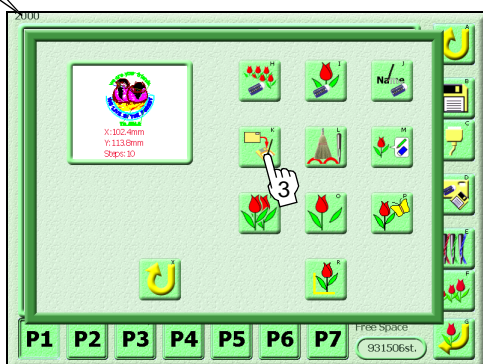 2000
A
H I J
Name
B
X:102.4mm
Y:113.8mm
Steps:10
C
K L M
3
D
O P
E
X R
F
P1 P2 P3 P4 P5 P6 P7
Free Space
931506st.
G